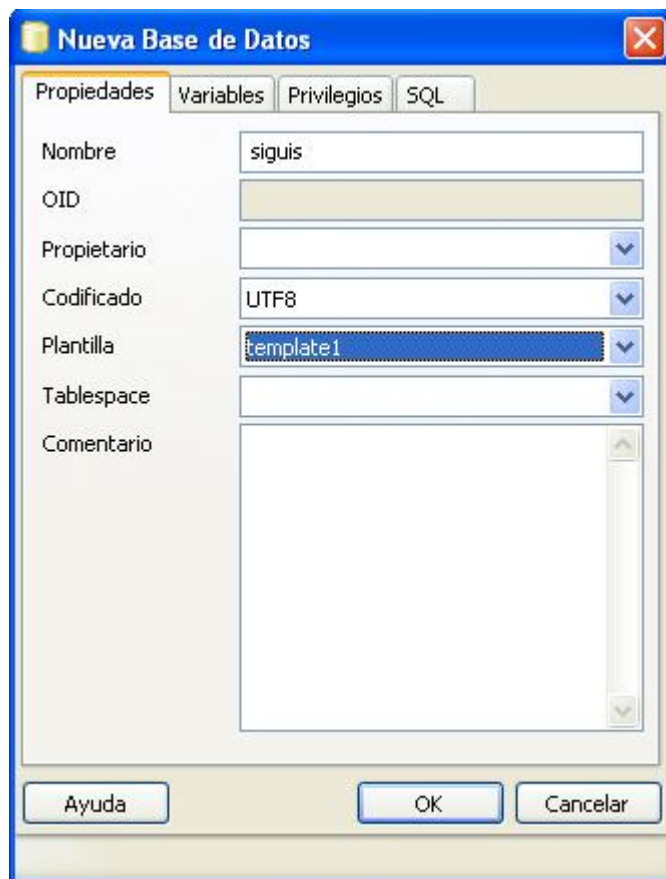 Nueva Base de Datos
Propiedades Variables Privilegios SQL
Nombre siguis
OID
Propietario
Codificado UTF8
Plantilla template1
Tablespace
Comentario
Ayuda OK Cancelar